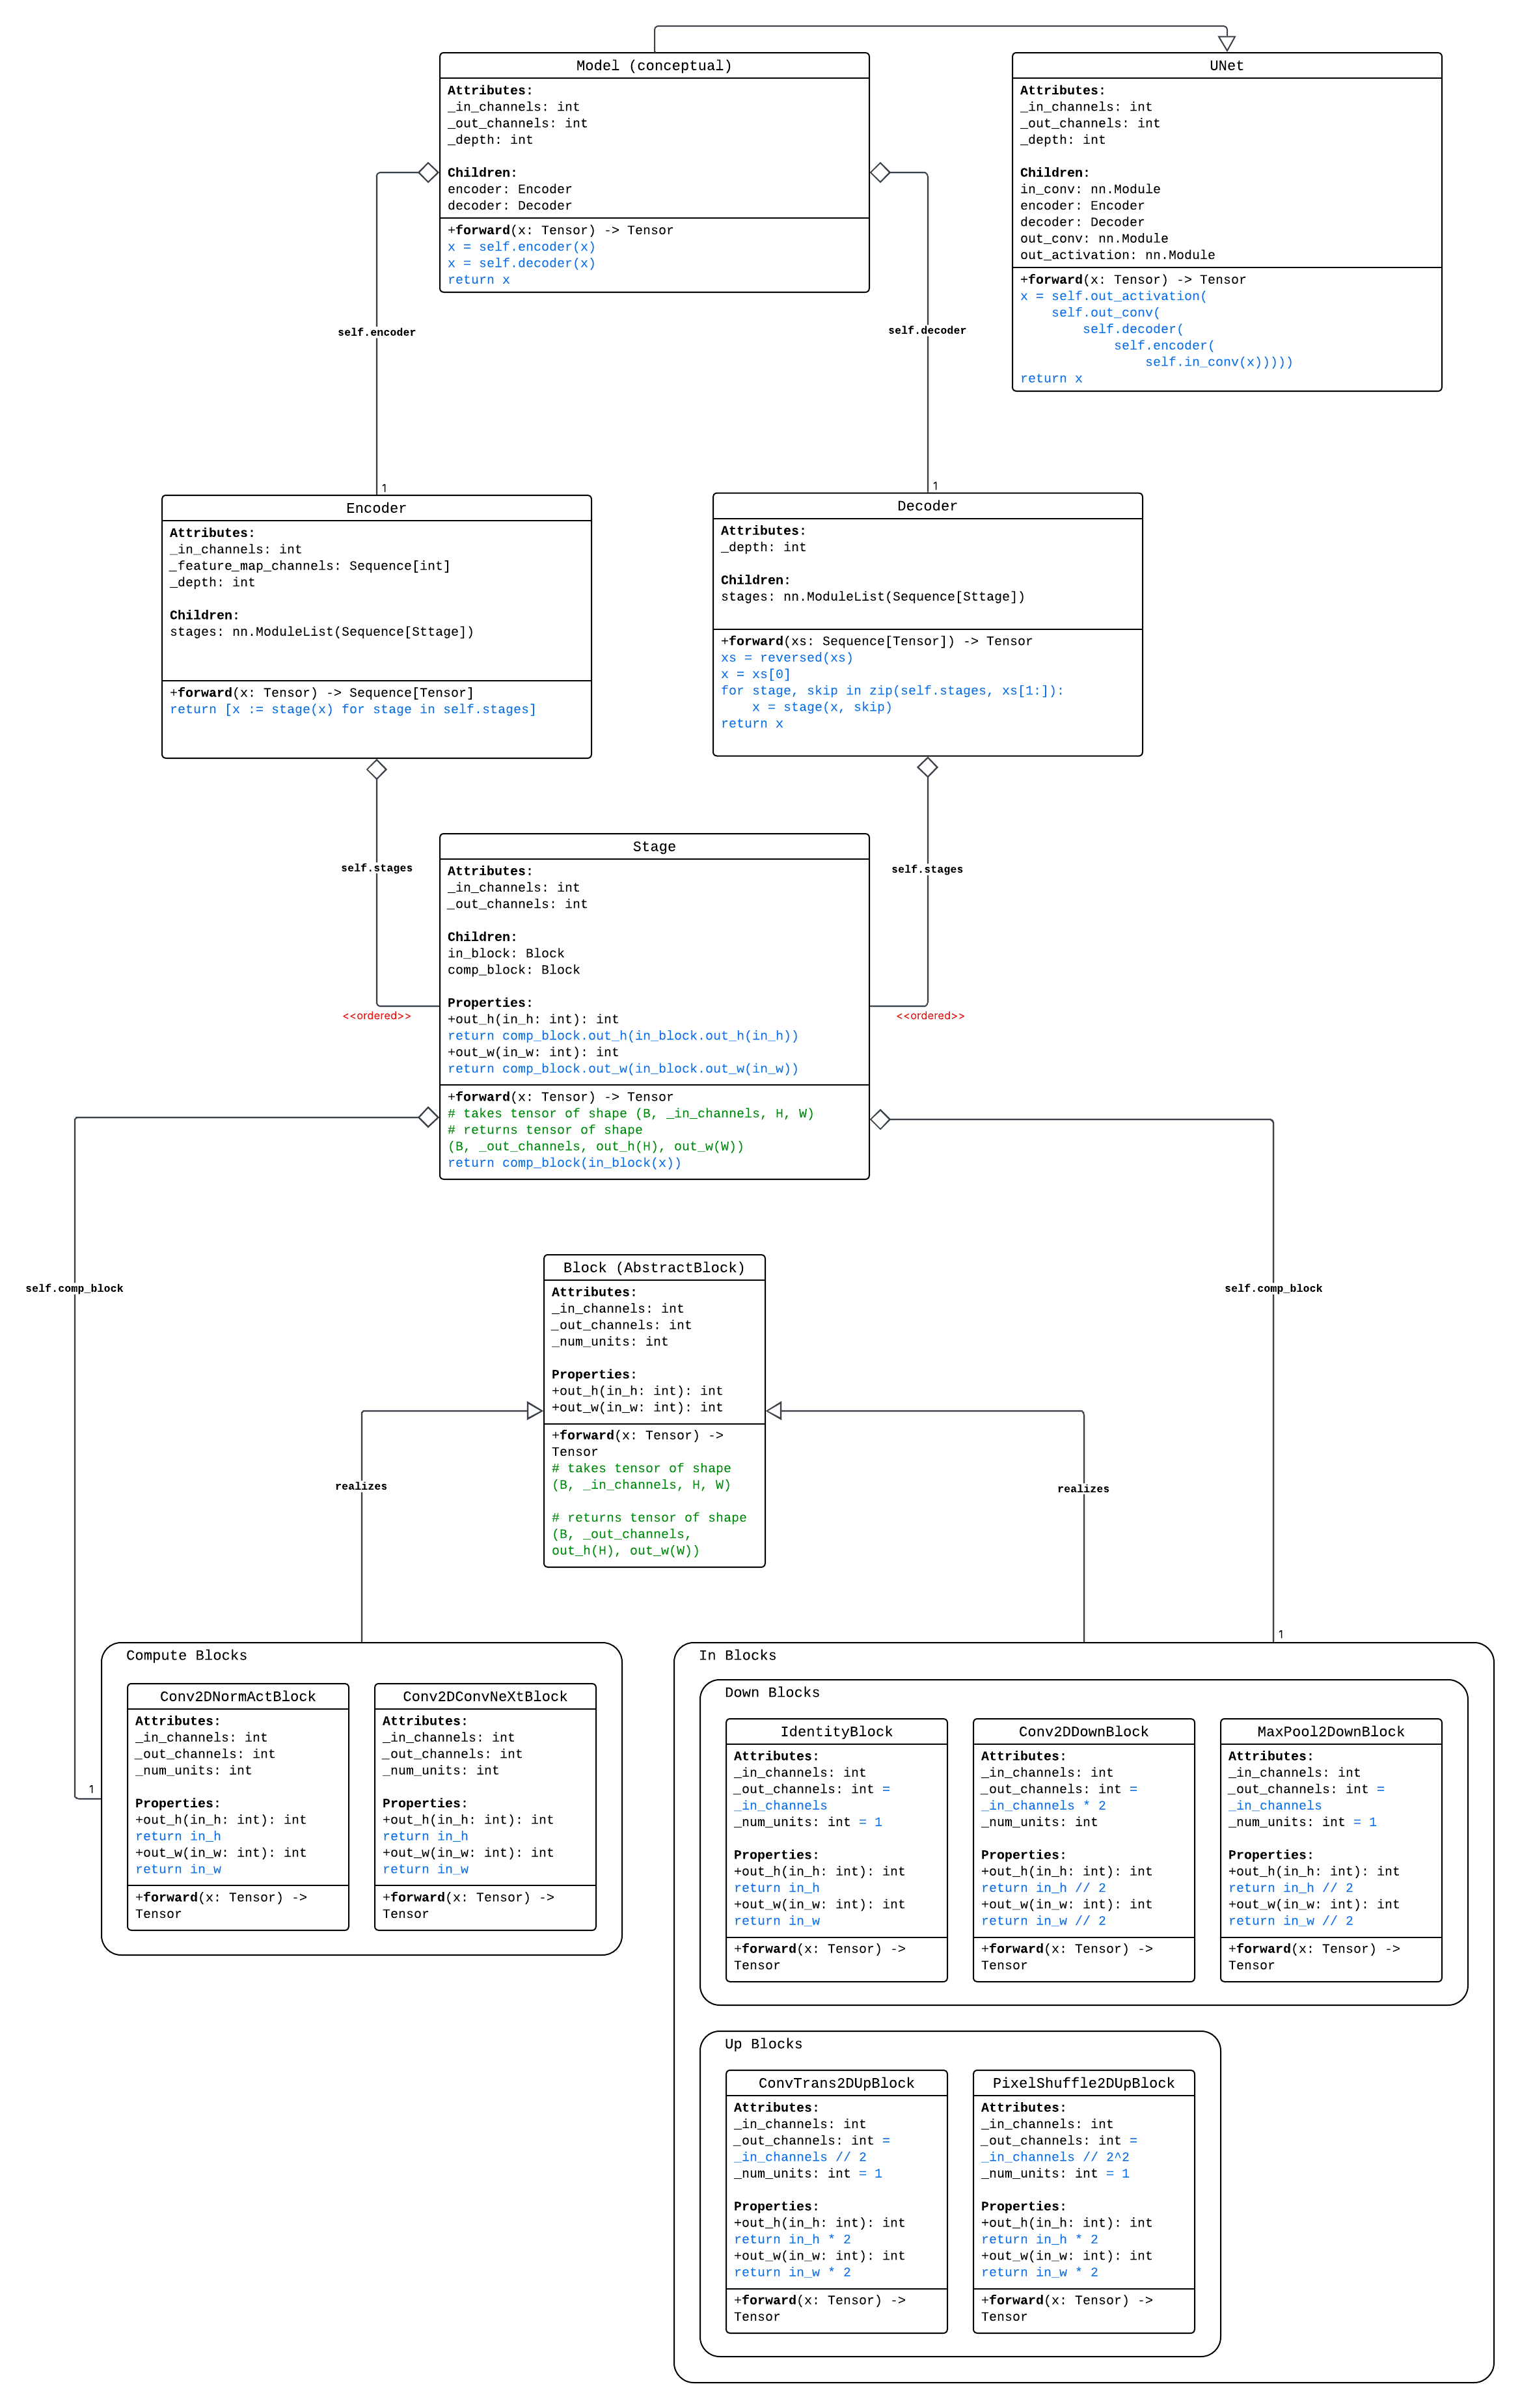 Model (conceptual)
Attributes:
_in_channels: int
_out_channels: int
_depth: int
Children:
encoder: Encoder
decoder: Decoder
+forward(x: Tensor) -> Tensor
x = self.encoder(x)
x = self.decoder(x)
return x
UNet
Attributes:
_in_channels: int
_out_channels: int
_depth: int
Children:
in_conv: nn.Module
encoder: Encoder
decoder: Decoder
out_conv: nn.Module
out_activation: nn.Module
+forward(x: Tensor) -> Tensor
x = self.out_activation(
self.out_conv(
self.decoder(
self.encoder(
self.in_conv(x)))))
return x
self.encoder
self.decoder
1
1
Encoder
Attributes:
_in_channels: int
_feature_map_channels: Sequence[int]
_depth: int
Children:
stages: nn.ModuleList(Sequence[Sttage])
+forward(x: Tensor) -> Sequence[Tensor]
return [x := stage(x) for stage in self.stages]
Decoder
Attributes:
_depth: int
Children:
stages: nn.ModuleList(Sequence[Sttage])
+forward(xs: Sequence[Tensor]) -> Tensor
xs = reversed(xs)
x = xs[0]
for stage, skip in zip(self.stages, xs[1:]):
x = stage(x, skip)
return x
self.stages
self.stages
<<ordered>>
<<ordered>>
Stage
Attributes:
_in_channels: int
_out_channels: int
Children:
in_block: Block
comp_block: Block
Properties:
+out_h(in_h: int): int
return comp_block.out_h(in_block.out_h(in_h))
+out_w(in_w: int): int
return comp_block.out_w(in_block.out_w(in_w))
+forward(x: Tensor) -> Tensor
# takes tensor of shape (B, _in_channels, H, W)
# returns tensor of shape
(B, _out_channels, out_h(H), out_w(W))
return comp_block(in_block(x))
self.comp_block
self.comp_block
Block (AbstractBlock)
Attributes:
_in_channels: int
_out_channels: int
_num_units: int
Properties:
+out_h(in_h: int): int
+out_w(in_w: int): int
+forward(x: Tensor) ->
Tensor
# takes tensor of shape
(B, _in_channels, H, W)
# returns tensor of shape
(B, _out_channels,
out_h(H), out_w(W))
realizes
realizes
1
1
Compute Blocks
Conv2DNormActBlock
Attributes:
_in_channels: int
_out_channels: int
_num_units: int
Properties:
+out_h(in_h: int): int
return in_h
+out_w(in_w: int): int
return in_w
+forward(x: Tensor) ->
Tensor
Conv2DConvNeXtBlock
Attributes:
_in_channels: int
_out_channels: int
_num_units: int
Properties:
+out_h(in_h: int): int
return in_h
+out_w(in_w: int): int
return in_w
+forward(x: Tensor) ->
Tensor
In Blocks
Down Blocks
IdentityBlock
Attributes:
_in_channels: int
_out_channels: int =
_in_channels
_num_units: int = 1
Properties:
+out_h(in_h: int): int
return in_h
+out_w(in_w: int): int
return in_w
+forward(x: Tensor) ->
Tensor
Conv2DDownBlock
Attributes:
_in_channels: int
_out_channels: int =
_in_channels * 2
_num_units: int
Properties:
+out_h(in_h: int): int
return in_h // 2
+out_w(in_w: int): int
return in_w // 2
+forward(x: Tensor) ->
Tensor
MaxPool2DownBlock
Attributes:
_in_channels: int
_out_channels: int =
_in_channels
_num_units: int = 1
Properties:
+out_h(in_h: int): int
return in_h // 2
+out_w(in_w: int): int
return in_w // 2
+forward(x: Tensor) ->
Tensor
Up Blocks
ConvTrans2DUpBlock
Attributes:
_in_channels: int
_out_channels: int =
_in_channels // 2
_num_units: int = 1
Properties:
+out_h(in_h: int): int
return in_h * 2
+out_w(in_w: int): int
return in_w * 2
+forward(x: Tensor) ->
Tensor
PixelShuffle2DUpBlock
Attributes:
_in_channels: int
_out_channels: int =
_in_channels // 2^2
_num_units: int = 1
Properties:
+out_h(in_h: int): int
return in_h * 2
+out_w(in_w: int): int
return in_w * 2
+forward(x: Tensor) ->
Tensor